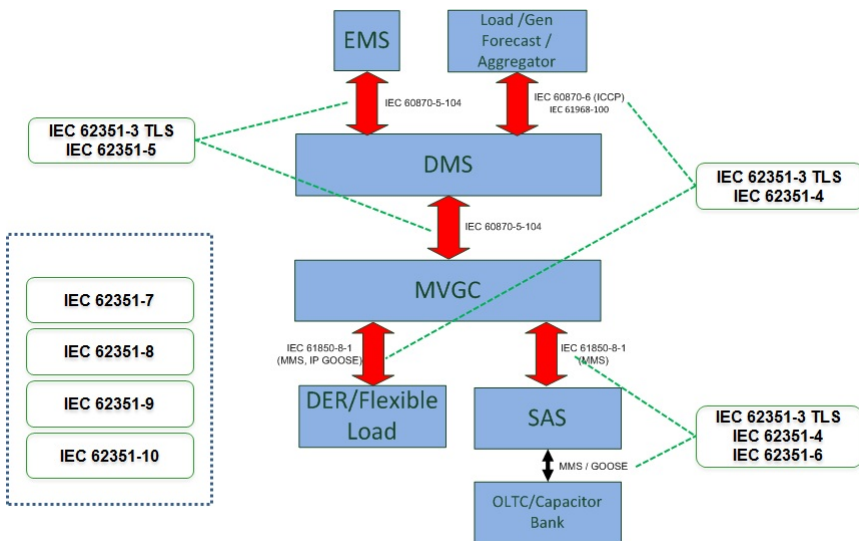 EMS
Load /Gen
Forecast /
Aggregator
IEC 60870-5-104
IEC 60870-6 (ICCP)
IEC 61968-100
IEC 62351-3 TLS
IEC 62351-5
DMS
IEC 62351-3 TLS
IEC 62351-4
IEC 60870-5-104
MVGC
IEC 62351-7
IEC 62351-8
IEC 62351-9
IEC 62351-10
IEC 61850-8-1
(MMS, IP GOOSE)
IEC 61850-8-1
(MMS)
DER/Flexible
Load
SAS
IEC 62351-3 TLS
IEC 62351-4
IEC 62351-6
MMS / GOOSE
OLTC/Capacitor
Bank